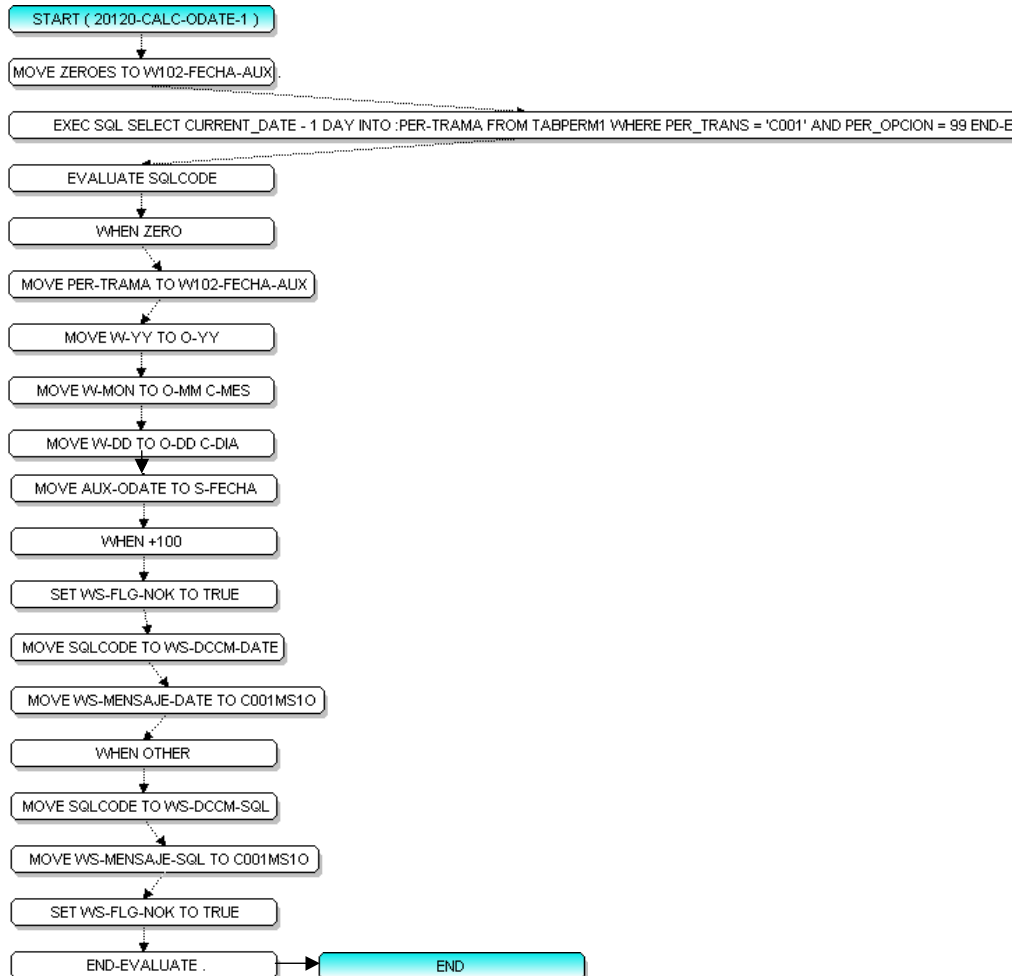 START ( 20120-CALC-ODATE-1 )
MOVE ZEROES TO W102-FECHA-AUX .
EXEC SQL SELECT CURRENT_DATE - 1 DAY INTO :PER-TRAMA FROM TABPERM1 WHERE PER_TRANS = 'C001' AND PER_OPCION = 99 END-E
EVALUATE SQLCODE
WHEN ZERO
MOVE PER-TRAMA TO W102-FECHA-AUX
MOVE W-YY TO O-YY
MOVE W-MON TO O-MM C-MES
MOVE W-DD TO O-DD C-DIA
MOVE AUX-ODATE TO S-FECHA
WHEN +100
SET WS-FLG-NOK TO TRUE
MOVE SQLCODE TO WS-DCCM-DATE
MOVE WS-MENSAJE-DATE TO C001MS1O
WHEN OTHER
MOVE SQLCODE TO WS-DCCM-SQL
MOVE WS-MENSAJE-SQL TO C001MS1O
SET WS-FLG-NOK TO TRUE
END-EVALUATE .
END